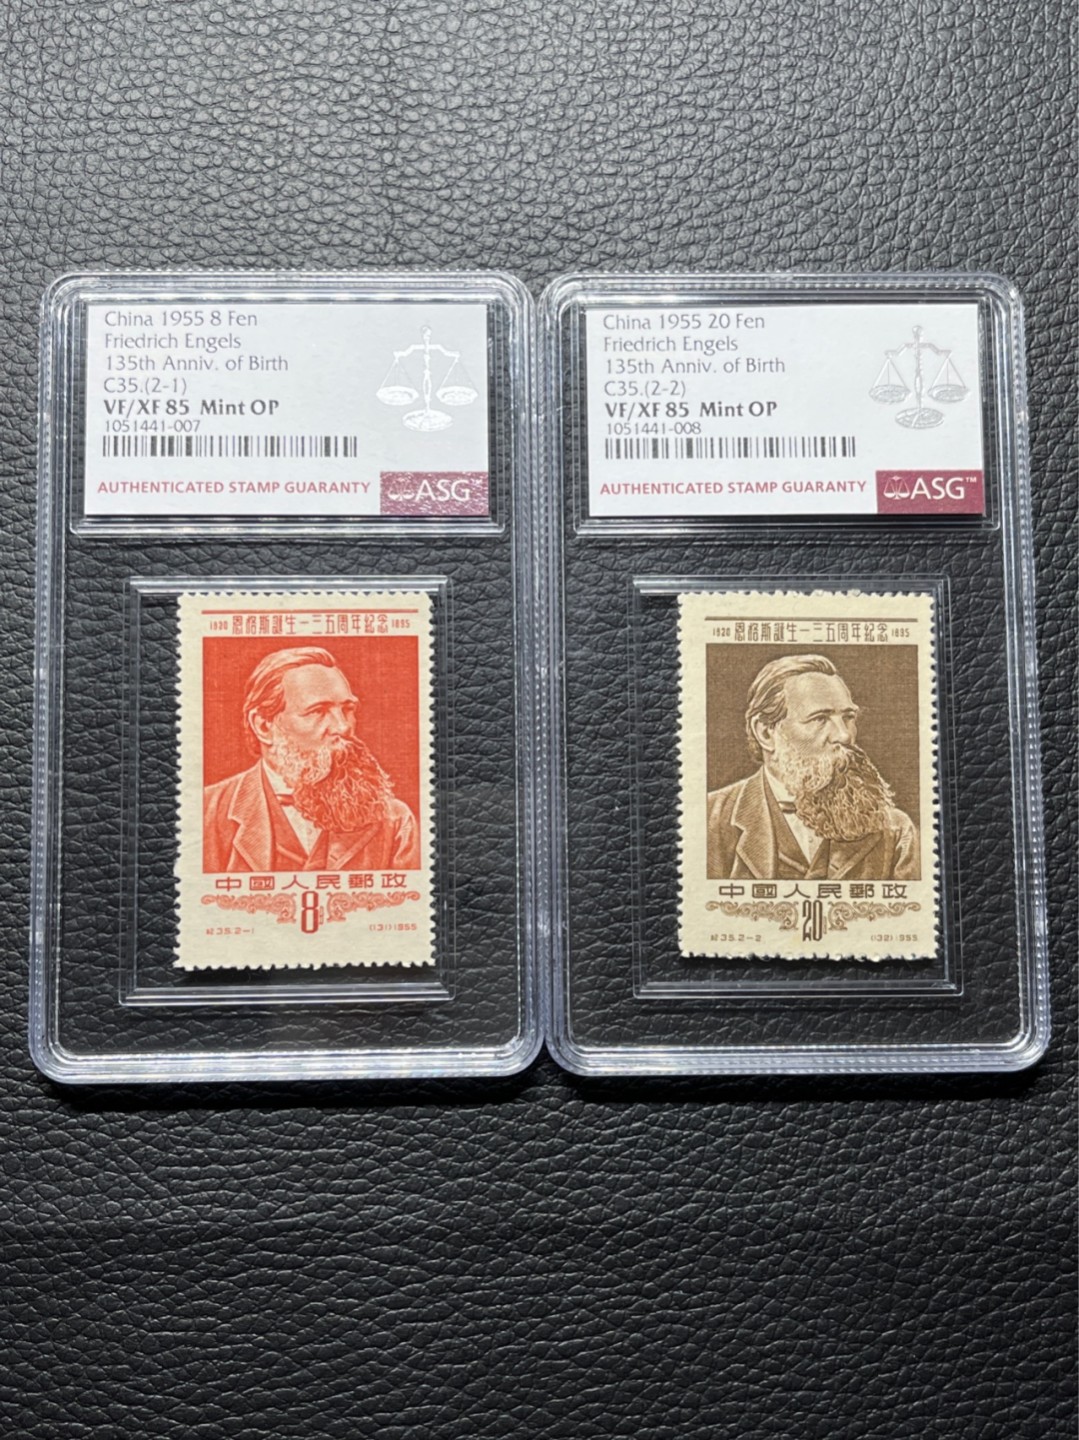 China 1955 8 Fen
Friedrich Engels
135th Anniv. of Birth
C35.(2-1)
VF/XF 85 Mint OP
1051441-007
AUTHENTICATED STAMP GUARANTY
ASG
1820 恩格斯誕生一三五周年紀念 1895
中國人民郵政
8
紀35.2-1 (131)1955
China 1955 20 Fen
Friedrich Engels
135th Anniv. of Birth
C35.(2-2)
VF/XF 85 Mint OP
1051441-008
AUTHENTICATED STAMP GUARANTY
ASG™
1820 恩格斯誕生一三五周年紀念 1895
中國人民郵政
20
紀35.2-2 (132)1955